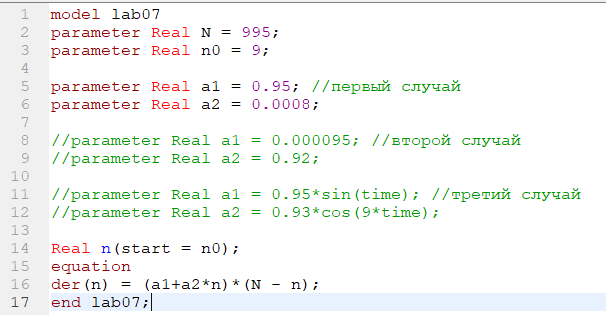 1 model lab07
2 parameter Real N = 995;
3 parameter Real n0 = 9;
4
5 parameter Real a1 = 0.95; //первый случай
6 parameter Real a2 = 0.0008;
7
8 //parameter Real a1 = 0.000095; //второй случай
9 //parameter Real a2 = 0.92;
10
11 //parameter Real a1 = 0.95*sin(time); //третий случай
12 //parameter Real a2 = 0.93*cos(9*time);
13
14 Real n(start = n0);
15 equation
16 der(n) = (a1+a2*n)*(N - n);
17 end lab07;